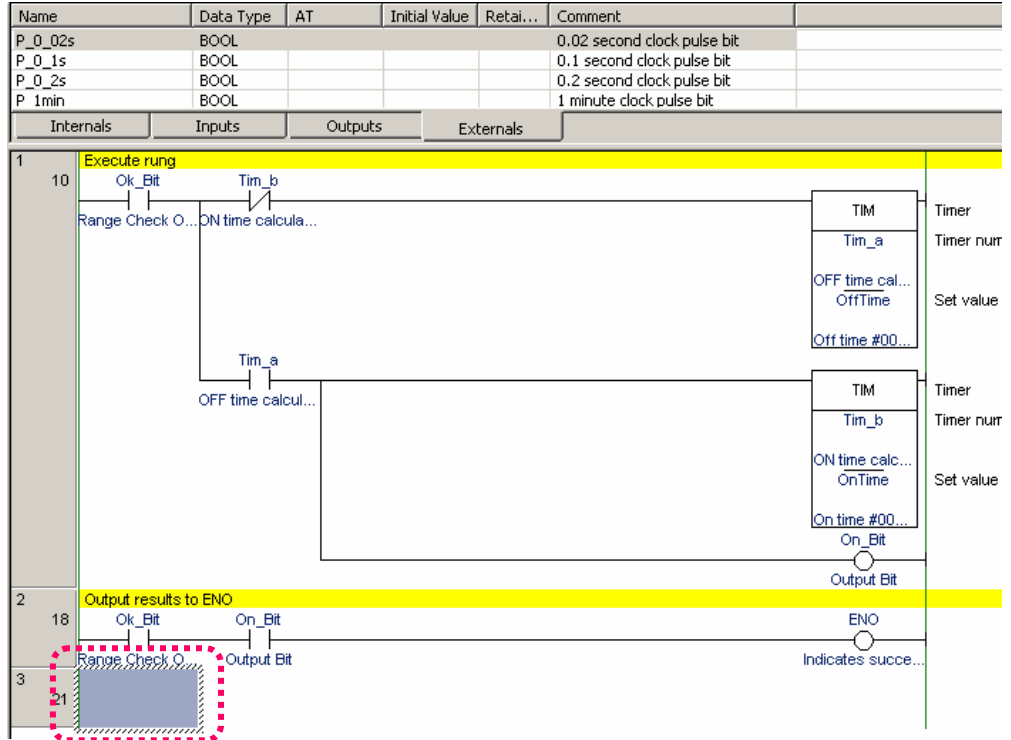 Name Data Type AT Initial Value Retai... Comment
P_0_02s BOOL 0.02 second clock pulse bit
P_0_1s BOOL 0.1 second clock pulse bit
P_0_2s BOOL 0.2 second clock pulse bit
P_1min BOOL 1 minute clock pulse bit
Internals Inputs Outputs Externals
1 Execute rung
10 Ok_Bit Tim_b
Range Check O... ON time calcula...
TIM Timer
Tim_a Timer num
OFF time cal...
OffTime Set value
Off time #00...
Tim_a
OFF time calcul...
TIM Timer
Tim_b Timer num
ON time calc...
OnTime Set value
On time #00...
On_Bit
Output Bit
2 Output results to ENO
18 Ok_Bit On_Bit ENO
Range Check O... Output Bit Indicates succe...
3
21